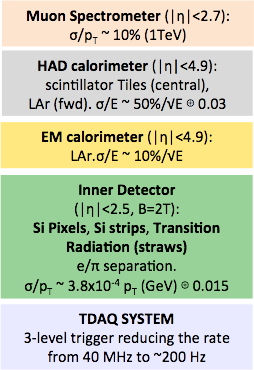 Muon Spectrometer (|η|<2.7):
σ/pT ~ 10% (1TeV)
HAD calorimeter (|η|<4.9):
scintillator Tiles (central),
LAr (fwd). σ/E ~ 50%/√E ⊕ 0.03
EM calorimeter (|η|<4.9):
LAr.σ/E ~ 10%/√E
Inner Detector
(|η|<2.5, B=2T):
Si Pixels, Si strips, Transition
Radiation (straws)
e/π separation.
σ/pT ~ 3.8x10⁻⁴ pT (GeV) ⊕ 0.015
TDAQ SYSTEM
3-level trigger reducing the rate
from 40 MHz to ~200 Hz